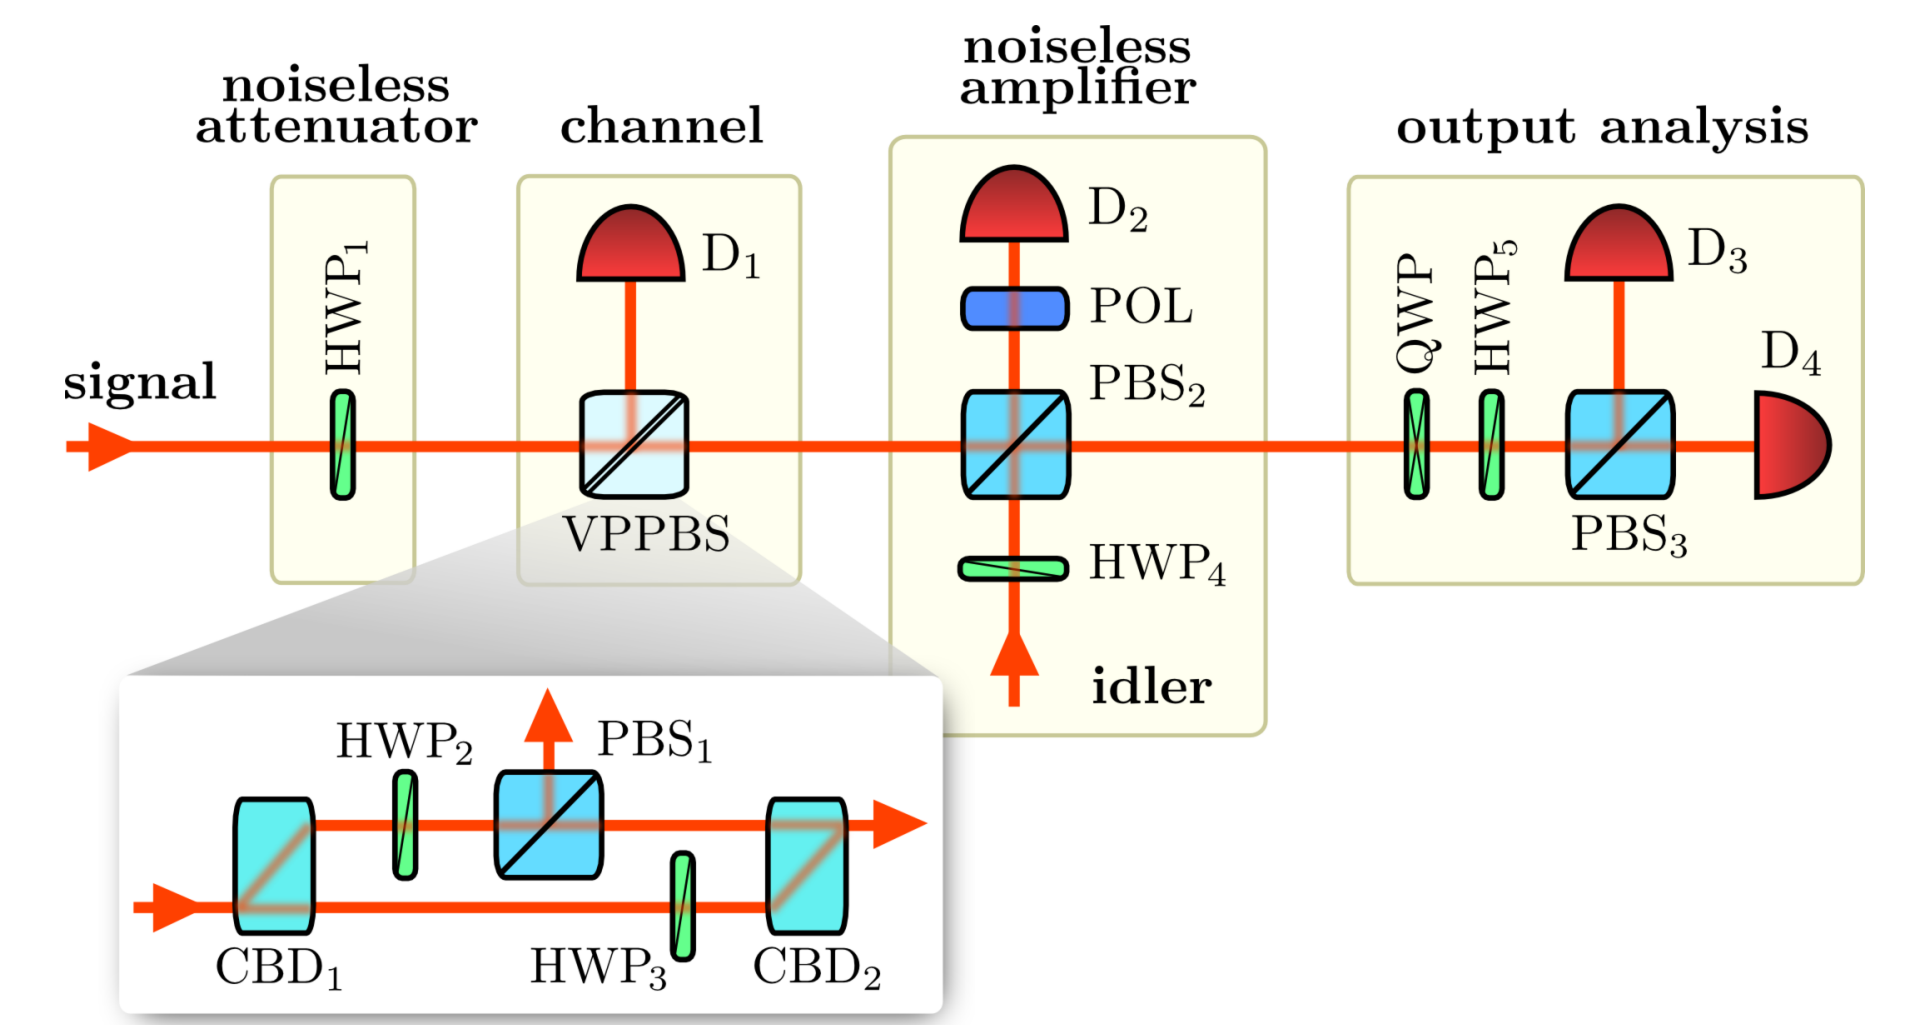 noiseless
attenuator
channel
noiseless
amplifier
output analysis
signal
HWP₁
D₁
VPPBS
D₂
POL
PBS₂
HWP₄
idler
QWP
HWP₅
D₃
D₄
PBS₃
HWP₂
PBS₁
CBD₁
HWP₃
CBD₂